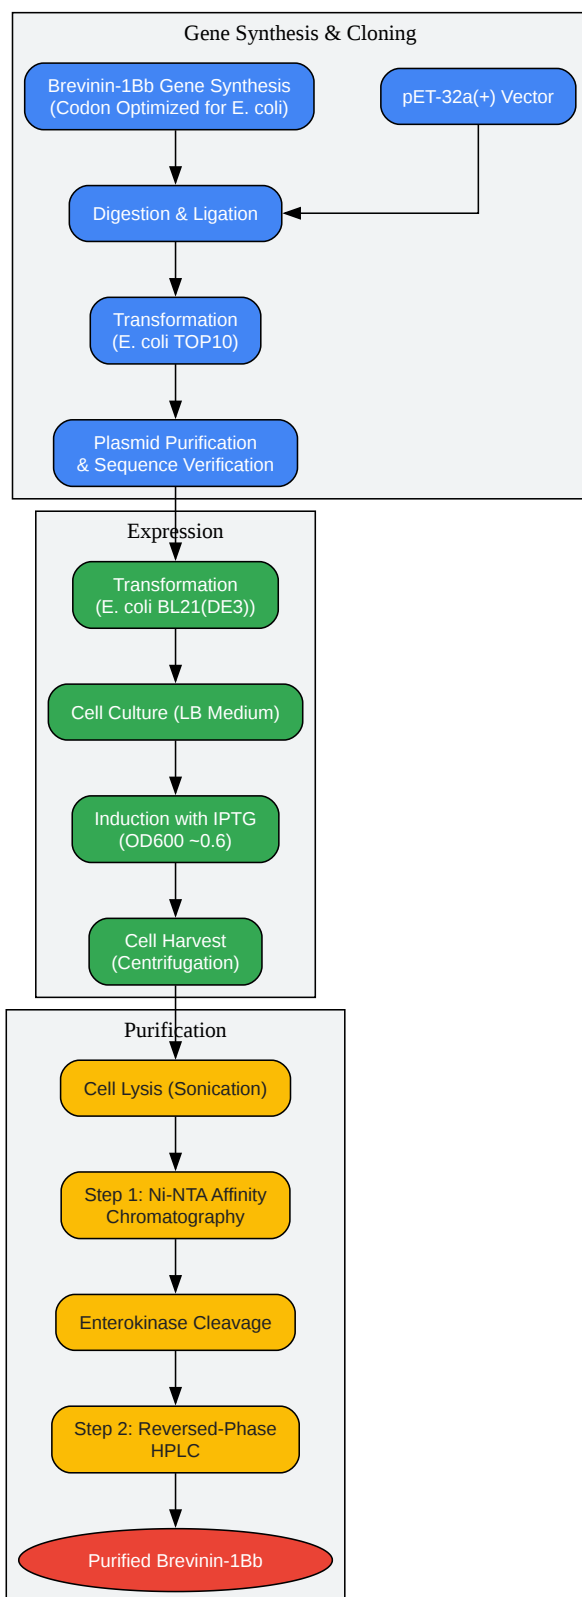 Gene Synthesis & Cloning
Brevinin-1Bb Gene Synthesis
(Codon Optimized for E. coli)
pET-32a(+) Vector
Digestion & Ligation
Transformation
(E. coli TOP10)
Plasmid Purification
& Sequence Verification
Expression
Transformation
(E. coli BL21(DE3))
Cell Culture (LB Medium)
Induction with IPTG
(OD600 ~0.6)
Cell Harvest
(Centrifugation)
Purification
Cell Lysis (Sonication)
Step 1: Ni-NTA Affinity
Chromatography
Enterokinase Cleavage
Step 2: Reversed-Phase
HPLC
Purified Brevinin-1Bb